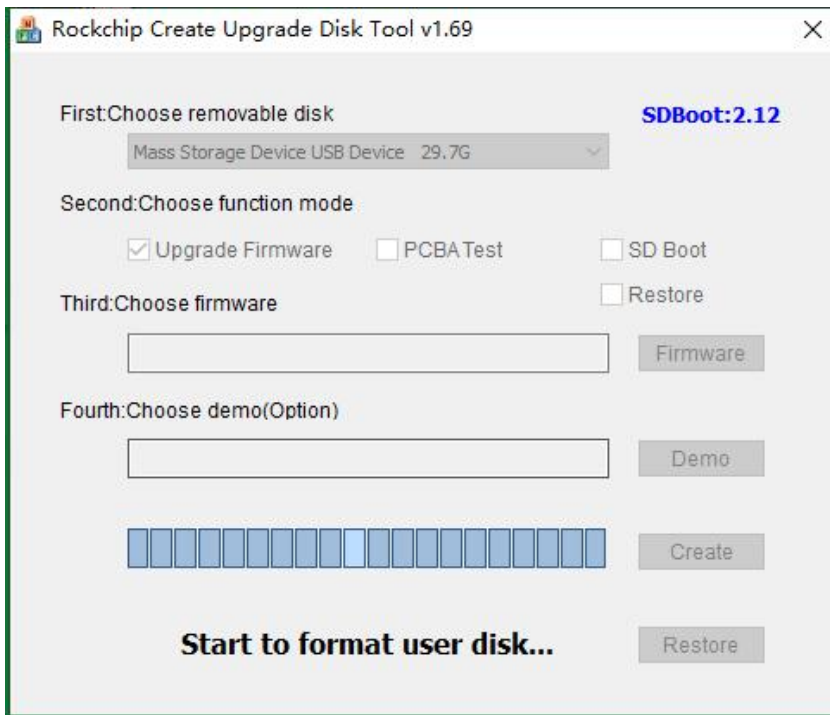 Rockchip Create Upgrade Disk Tool v1.69
First:Choose removable disk
SDBoot:2.12
Mass Storage Device USB Device 29.7G
Second:Choose function mode
Upgrade Firmware PCBA Test SD Boot
Restore
Third:Choose firmware
Firmware
Fourth:Choose demo(Option)
Demo
Create
Start to format user disk...
Restore